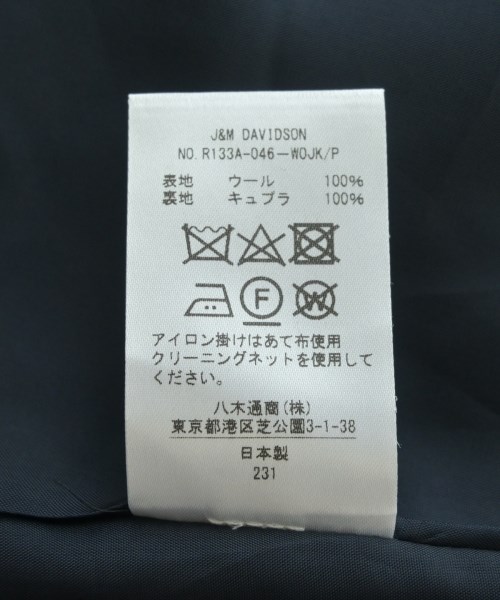 J&M DAVIDSON
NO.R133A-046-WOJK/P
表地 ウール 100%
裏地 キュプラ 100%
F W
アイロン掛けはあて布使用
クリーニングネットを使用して
ください。
八木通商(株)
東京都港区芝公園3-1-38
日本製
231